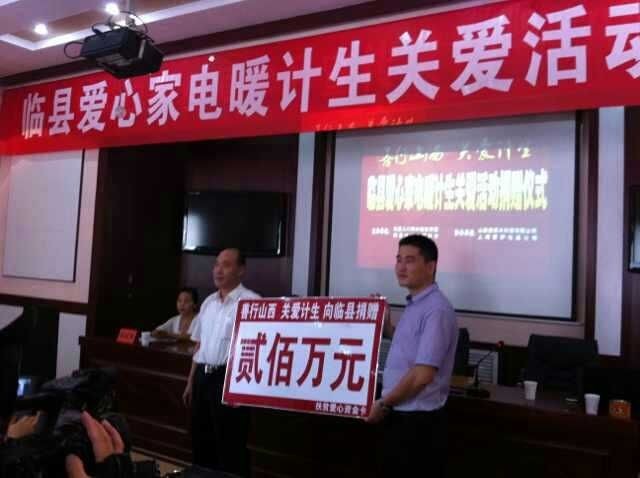 临县爱心家电暖计生关爱活动
善行山西 关爱计生
临县爱心家电暖计生关爱活动捐赠仪式
善行山西 关爱计生 向临县捐赠
贰佰万元
扶贫爱心资金卡